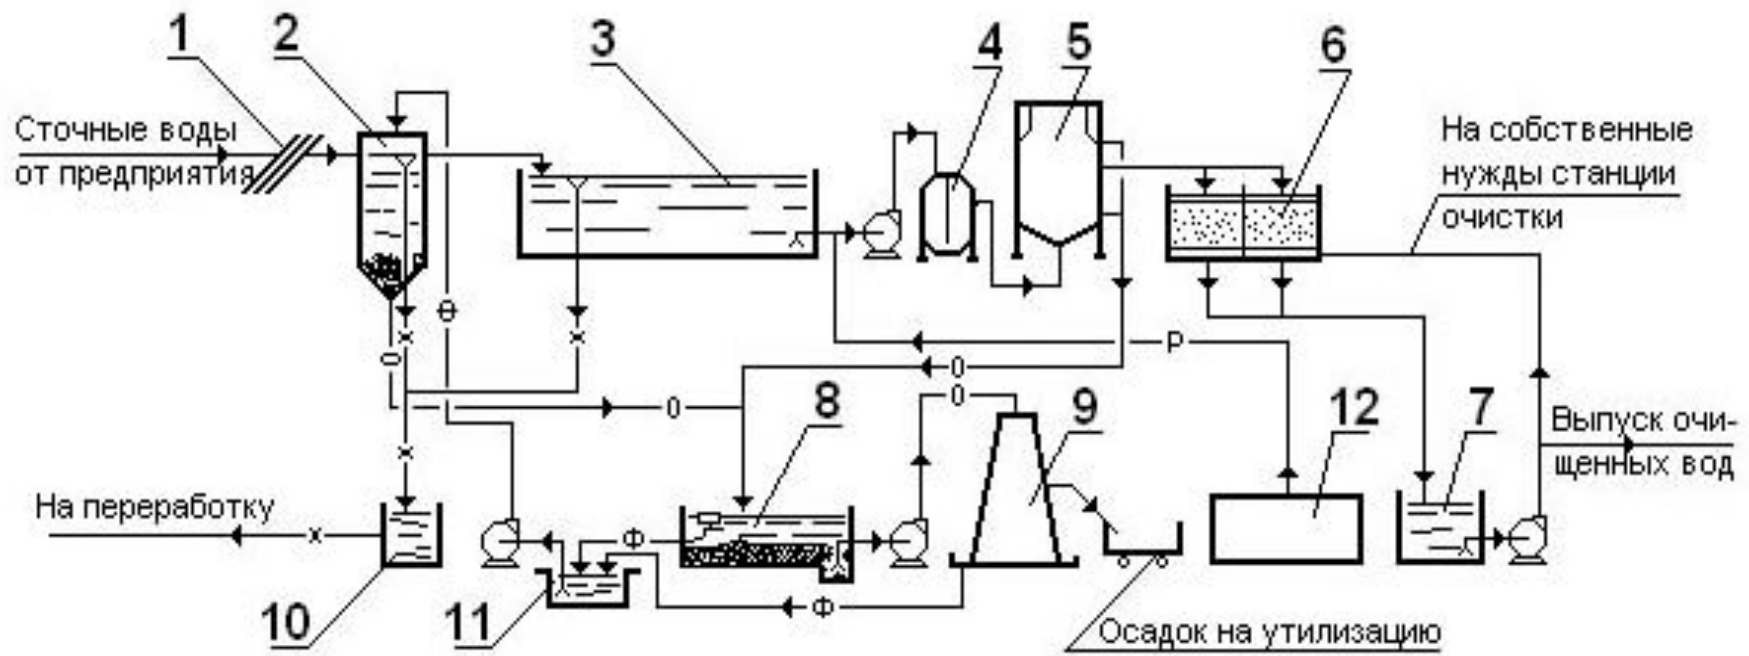 1
2
3
4
5
6
Сточные воды
от предприятия
На собственные
нужды станции
очистки
θ
x
x
0
P
0
0
0
8
9
12
7
x
Выпуск очи-
щенных вод
На переработку
x
Ф
10
11
Ф
Осадок на утилизацию